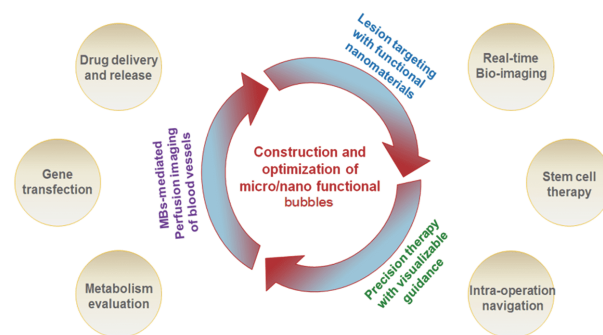 Drug delivery
and release
Gene
transfection
Metabolism
evaluation
MBs-mediated
Perfusion imaging
of blood vessels
Lesion targeting
with functional
nanomaterials
Construction and
optimization of
micro/nano functional
bubbles
Precision therapy
with visualizable
guidance
Real-time
Bio-imaging
Stem cell
therapy
Intra-operation
navigation